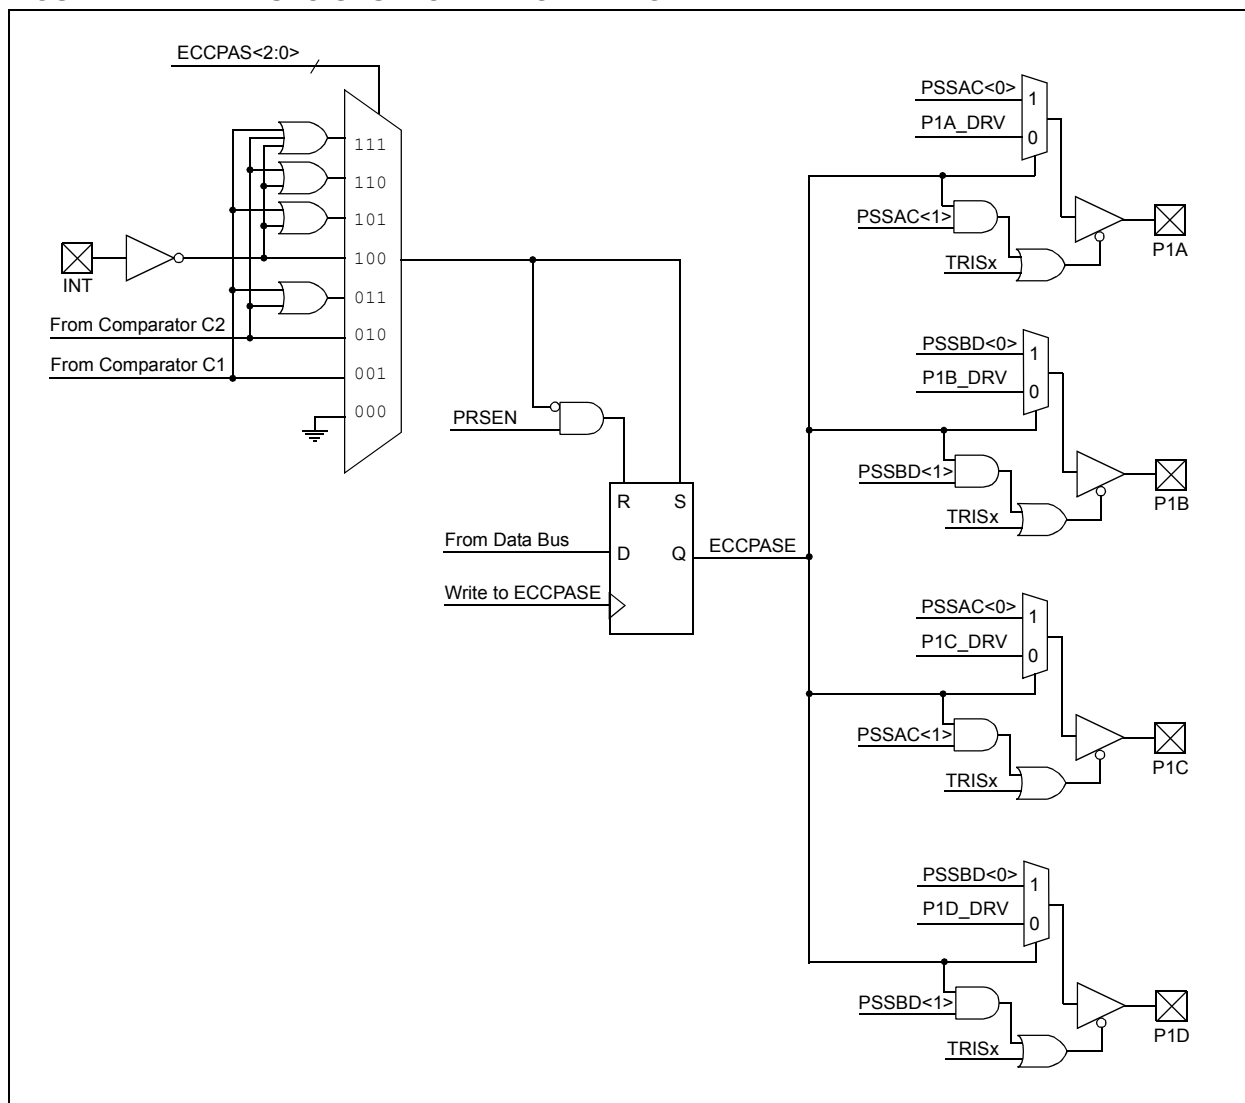 ECCPAS<2:0>
111
110
101
100
011
010
001
000
INT
From Comparator C2
From Comparator C1
PRSEN
R S
From Data Bus
D Q
ECCPASE
Write to ECCPASE
PSSAC<0>
1
P1A_DRV
0
PSSAC<1>
TRISx
P1A
PSSBD<0>
1
P1B_DRV
0
PSSBD<1>
TRISx
P1B
PSSAC<0>
1
P1C_DRV
0
PSSAC<1>
TRISx
P1C
PSSBD<0>
1
P1D_DRV
0
PSSBD<1>
TRISx
P1D